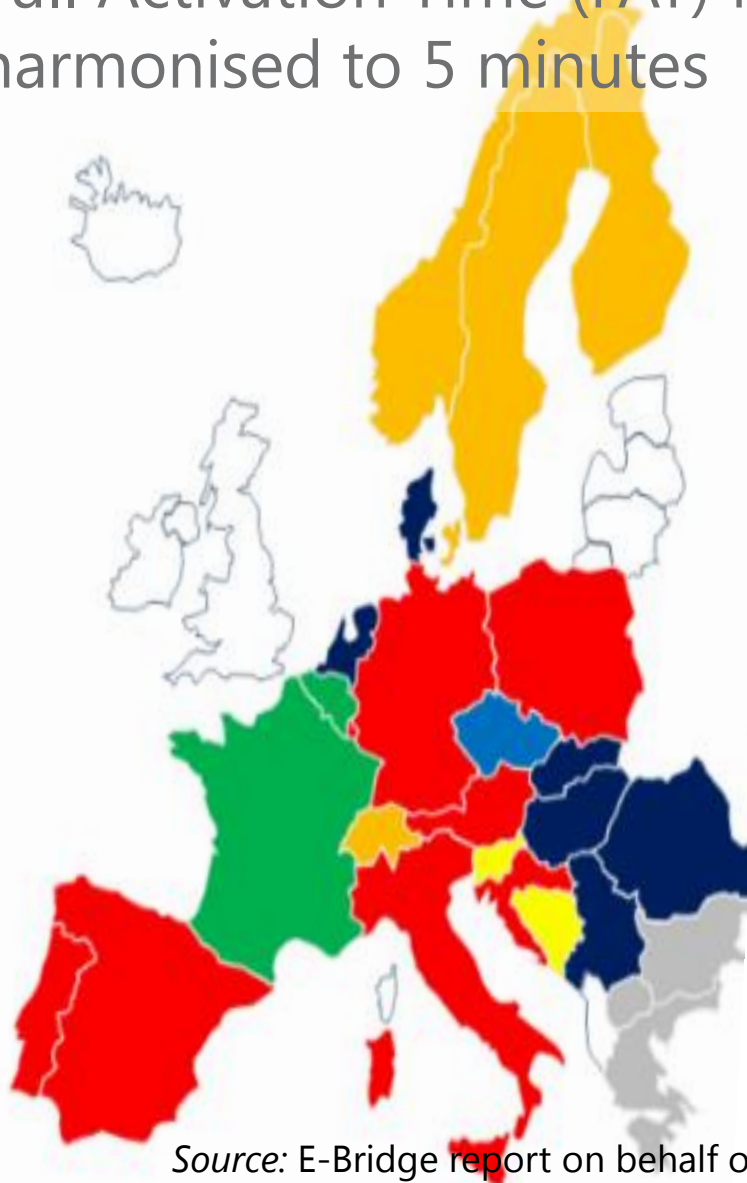 Activation Time (FAT)
harmonised to 5 minutes
Source: E-Bridge report on behalf o